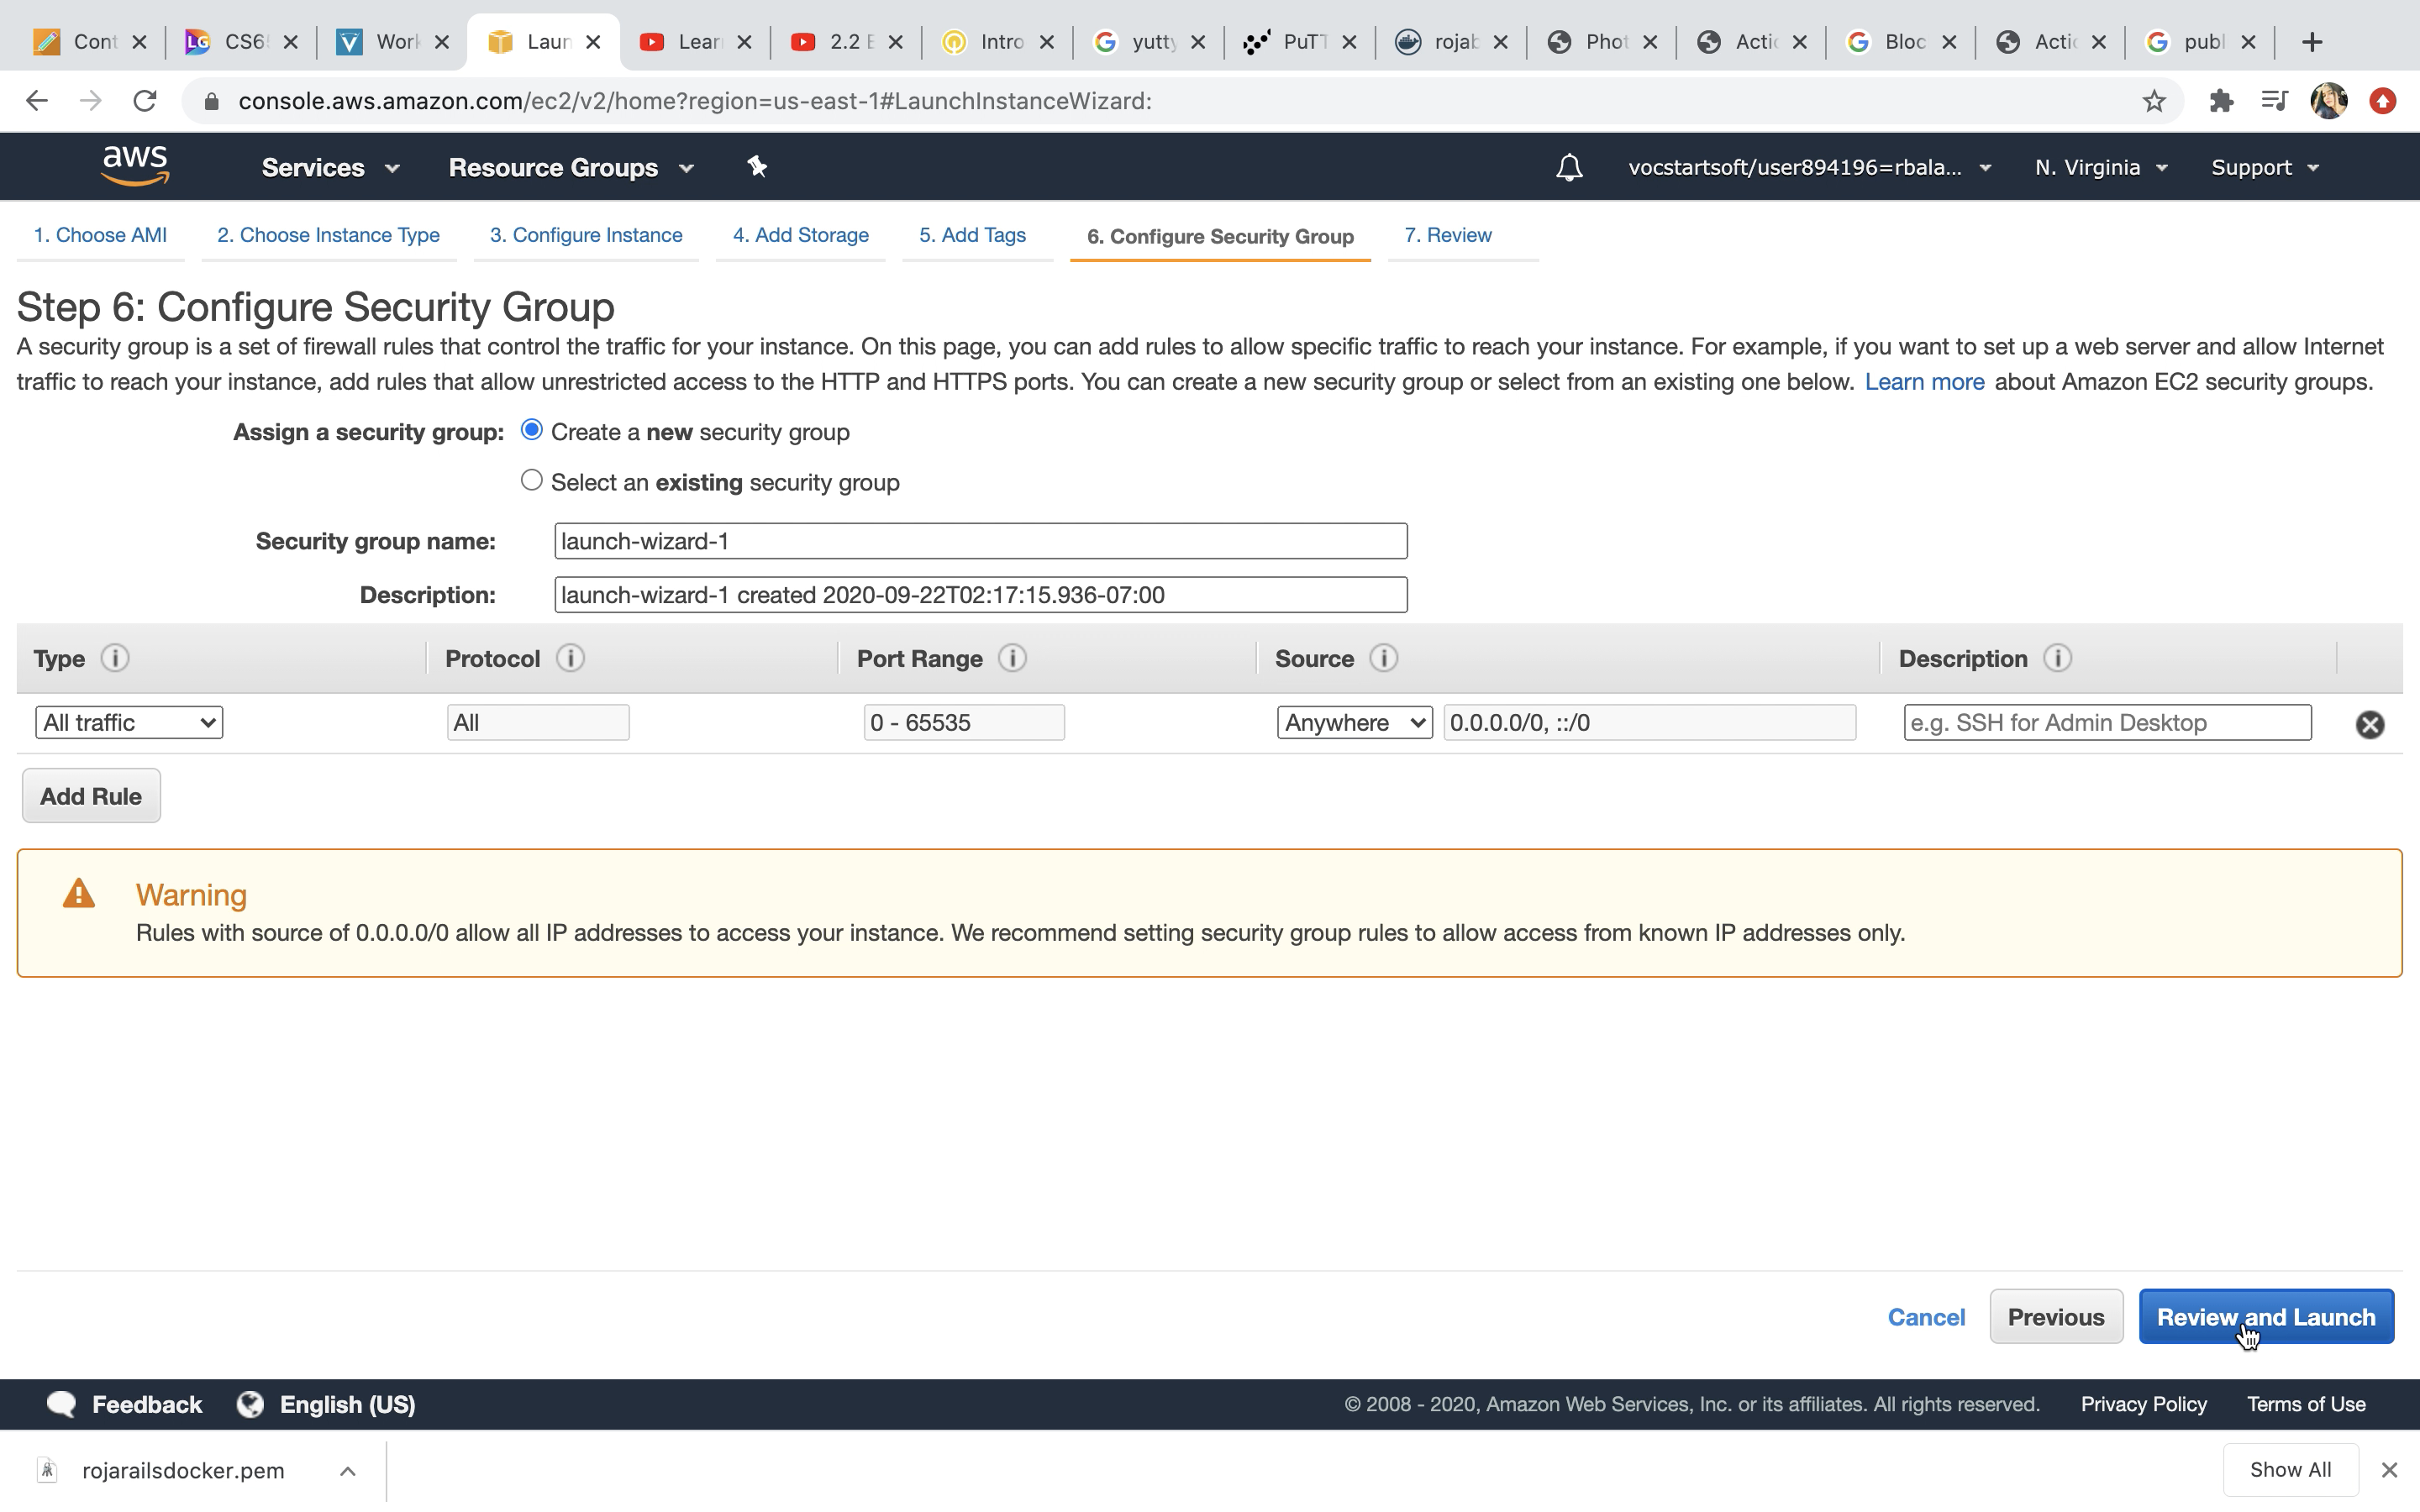 Cont
CS6
Work
Laun
Lear
2.2 E
Intro
yutty
PuTT
rojab
Phot
Actic
Bloc
Actic
publ
console.aws.amazon.com/ec2/v2/home?region=us-east-1#LaunchInstanceWizard:
aws
Services
Resource Groups
vocstartsoft/user894196=rbala...
N. Virginia
Support
1. Choose AMI
2. Choose Instance Type
3. Configure Instance
4. Add Storage
5. Add Tags
6. Configure Security Group
7. Review
Step 6: Configure Security Group
A security group is a set of firewall rules that control the traffic for your instance. On this page, you can add rules to allow specific traffic to reach your instance. For example, if you want to set up a web server and allow Internet
traffic to reach your instance, add rules that allow unrestricted access to the HTTP and HTTPS ports. You can create a new security group or select from an existing one below. Learn more about Amazon EC2 security groups.
Assign a security group: Create a new security group
Select an existing security group
Security group name: launch-wizard-1
Description: launch-wizard-1 created 2020-09-22T02:17:15.936-07:00
Type
Protocol
Port Range
Source
Description
All traffic
All
0 - 65535
Anywhere
0.0.0.0/0, ::/0
e.g. SSH for Admin Desktop
Add Rule
Warning
Rules with source of 0.0.0.0/0 allow all IP addresses to access your instance. We recommend setting security group rules to allow access from known IP addresses only.
Cancel
Previous
Review and Launch
Feedback
English (US)
© 2008 - 2020, Amazon Web Services, Inc. or its affiliates. All rights reserved.
Privacy Policy
Terms of Use
rojarailsdocker.pem
Show All